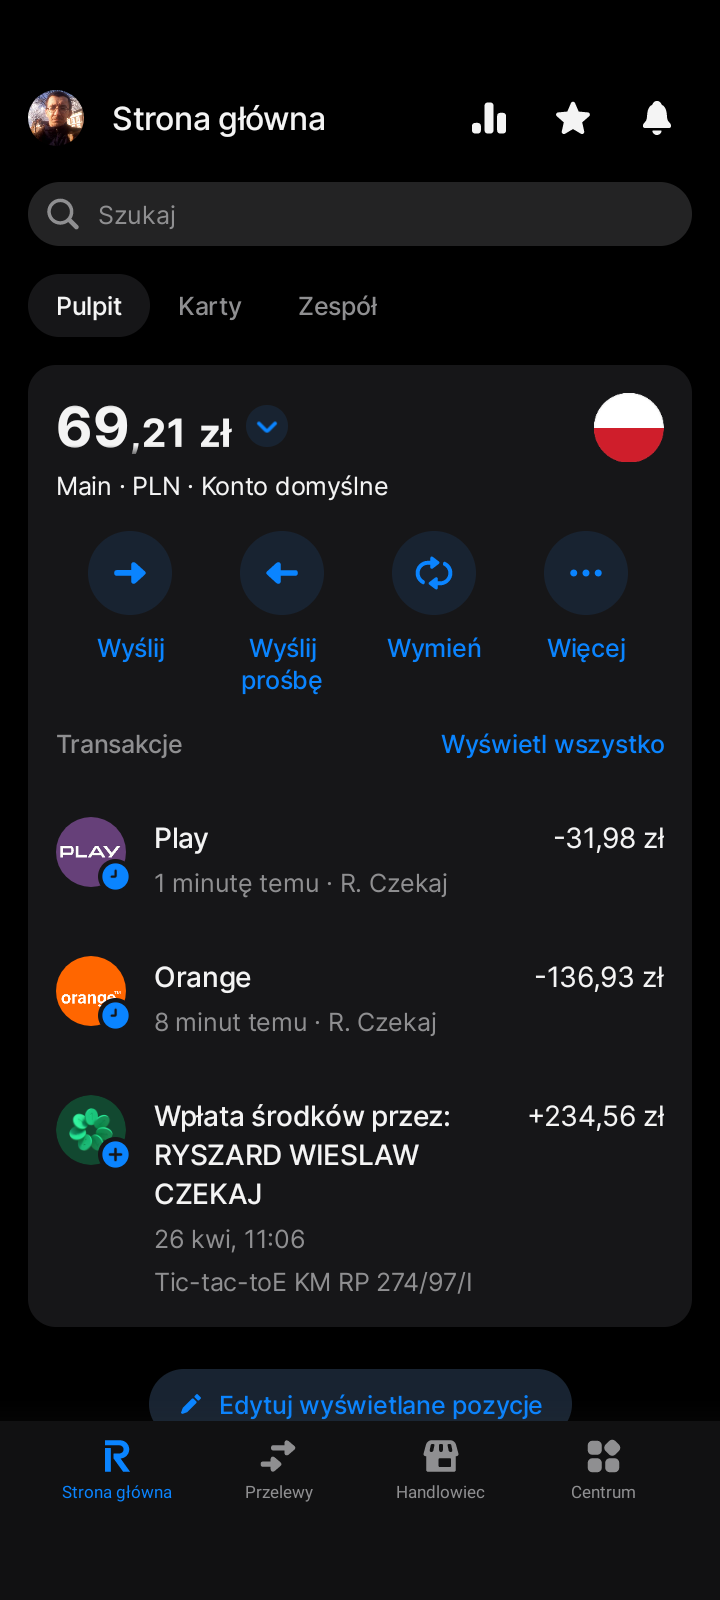 Strona główna
Szukaj
Pulpit Karty Zespół
69,21 zł
Main · PLN · Konto domyślne
Wyślij Wyślij prośbę Wymień Więcej
Transakcje Wyświetl wszystko
PLAY Play -31,98 zł
1 minutę temu · R. Czekaj
orange™ Orange -136,93 zł
8 minut temu · R. Czekaj
Wpłata środków przez: +234,56 zł
RYSZARD WIESLAW
CZEKAJ
26 kwi, 11:06
Tic-tac-toE KM RP 274/97/I
Edytuj wyświetlane pozycje
Strona główna Przelewy Handlowiec Centrum